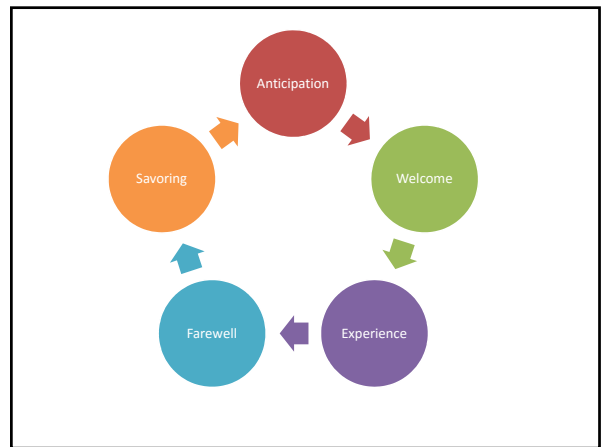 Anticipation
Welcome
Experience
Farewell
Savoring